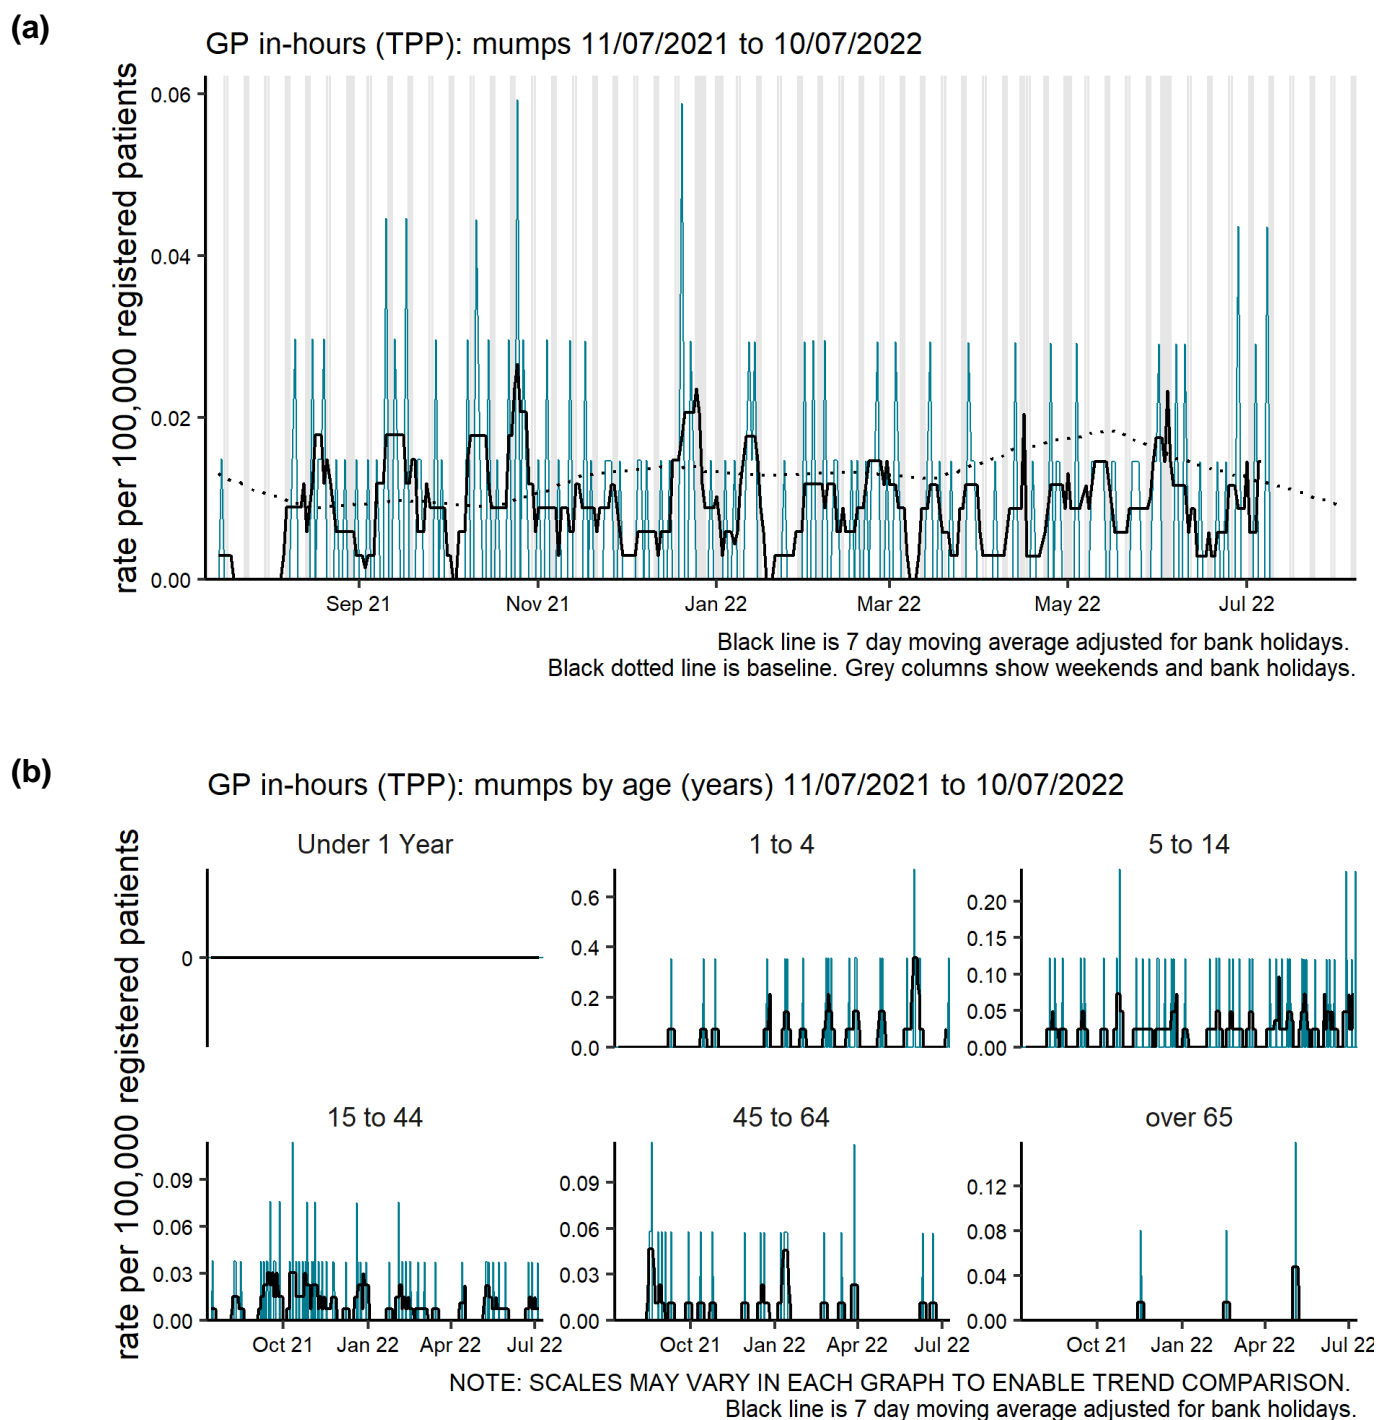 (a)
GP in-hours (TPP): mumps 11/07/2021 to 10/07/2022
rate per 100,000 registered patients
0.06
0.04
0.02
0.00
Sep 21 Nov 21 Jan 22 Mar 22 May 22 Jul 22
Black line is 7 day moving average adjusted for bank holidays.
Black dotted line is baseline. Grey columns show weekends and bank holidays.
(b)
GP in-hours (TPP): mumps by age (years) 11/07/2021 to 10/07/2022
rate per 100,000 registered patients
Under 1 Year
0
1 to 4
0.6
0.4
0.2
0.0
5 to 14
0.20
0.15
0.10
0.05
0.00
15 to 44
0.09
0.06
0.03
0.00
Oct 21 Jan 22 Apr 22 Jul 22
45 to 64
0.09
0.06
0.03
0.00
Oct 21 Jan 22 Apr 22 Jul 22
over 65
0.12
0.08
0.04
0.00
Oct 21 Jan 22 Apr 22 Jul 22
NOTE: SCALES MAY VARY IN EACH GRAPH TO ENABLE TREND COMPARISON.
Black line is 7 day moving average adjusted for bank holidays.